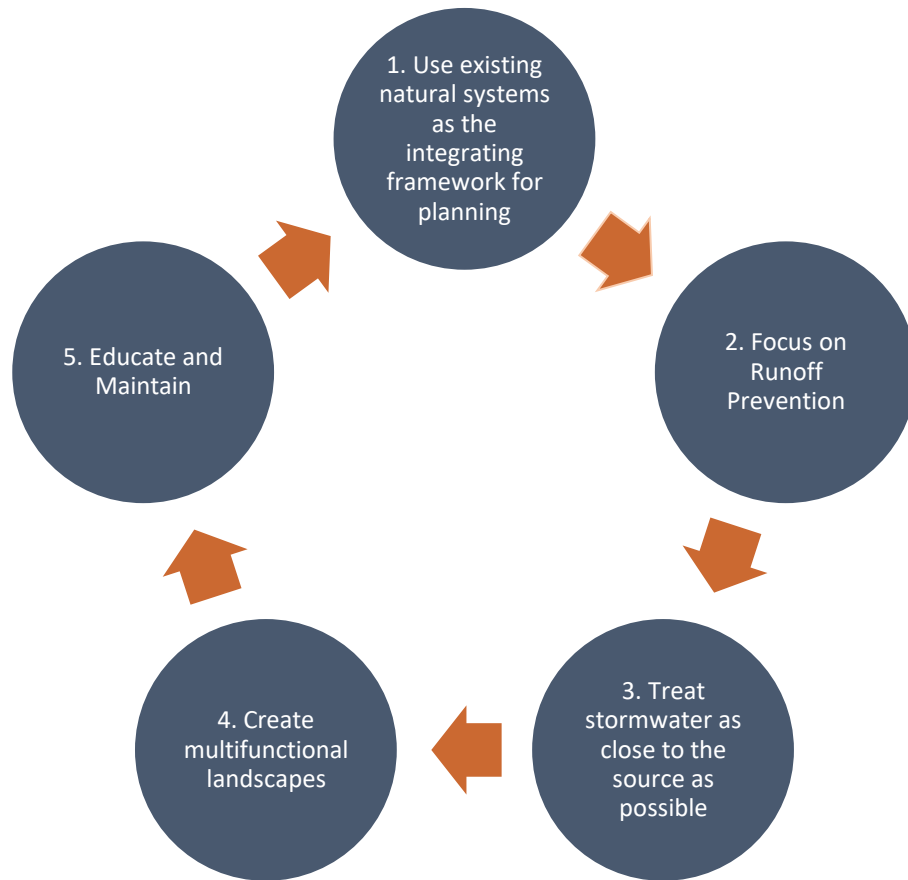 1. Use existing
natural systems
as the
integrating
framework for
planning
2. Focus on
Runoff
Prevention
3. Treat
stormwater as
close to the
source as
possible
4. Create
multifunctional
landscapes
5. Educate and
Maintain